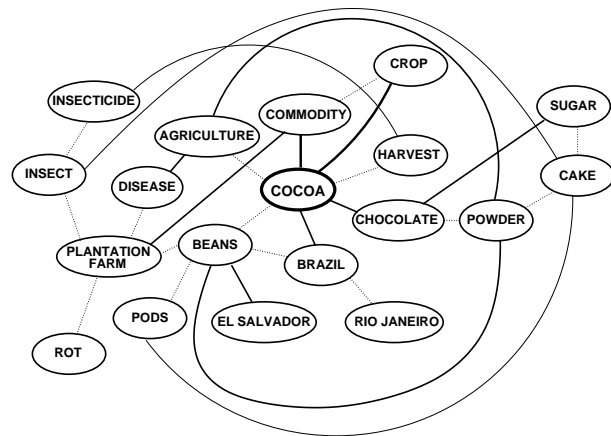 CROP
INSECTICIDE
COMMODITY
SUGAR
AGRICULTURE
HARVEST
INSECT
DISEASE
COCOA
CAKE
CHOCOLATE
POWDER
PLANTATION
FARM
BEANS
BRAZIL
PODS
EL SALVADOR
RIO JANEIRO
ROT